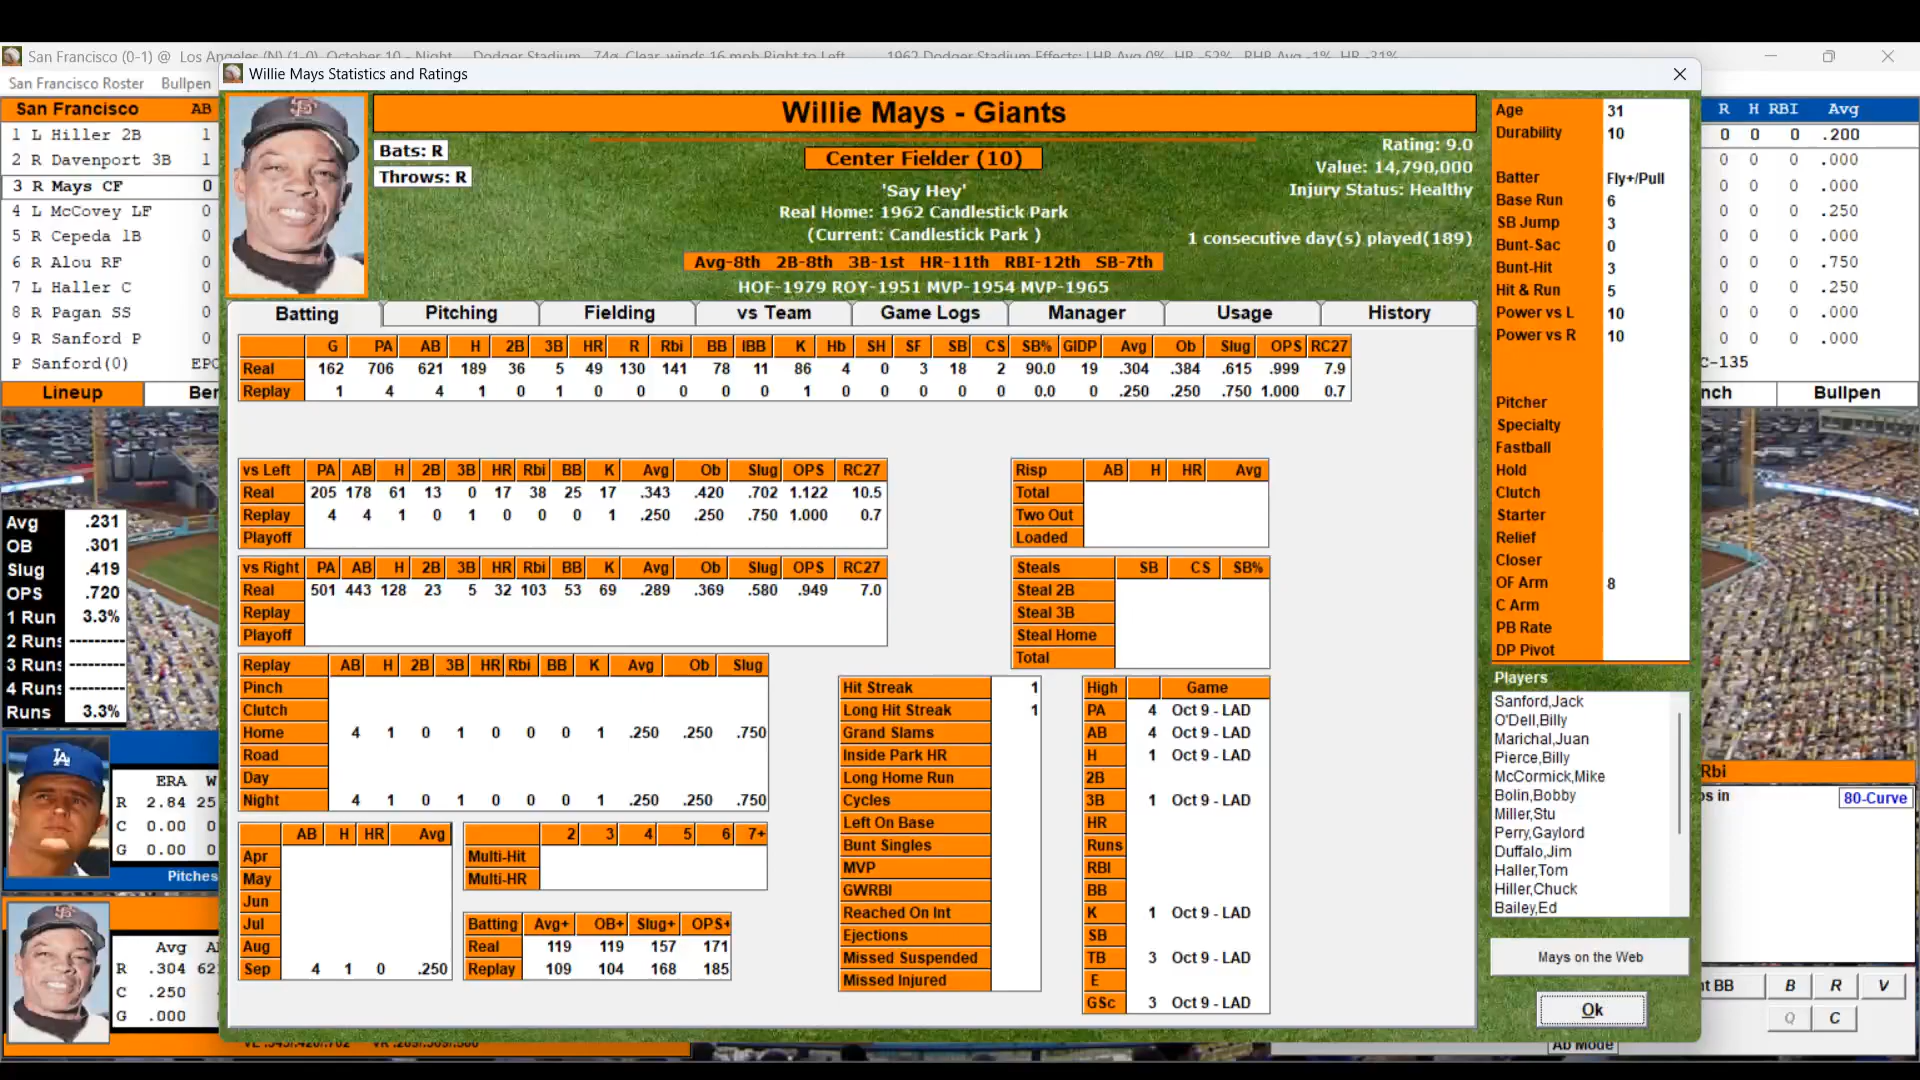 San Francisco (0-1) @ Los Angeles (N) (1-0), October 10 - Night Dodger Stadium 74ø, Clear, winds 16 mph Right to Left 1962 Dodger Stadium Effects: LHR Avg 0%, HR -52% RHR Avg -1%, HR -31%
San Francisco Roster Bullpen
Willie Mays Statistics and Ratings
San Francisco AB
1 L Hiller 2B 1
2 R Davenport 3B 1
3 R Mays CF 0
4 L McCovey LF 0
5 R Cepeda 1B 0
6 R Alou RF 0
7 L Haller C 0
8 R Pagan SS 0
9 R Sanford P 0
P Sanford(0) EPC
Lineup Ben
Avg .231
OB .301
Slug .419
OPS .720
1 Run 3.3%
2 Runs ---------
3 Runs ---------
4 Runs ---------
Runs 3.3%
LA
ERA W
R 2.84 25
C 0.00 0
G 0.00 0
Pitches
Avg A
R .304 62
C .250
G .000
Willie Mays - Giants
Bats: R
Throws: R
Center Fielder (10)
'Say Hey'
Real Home: 1962 Candlestick Park
(Current: Candlestick Park )
Avg-8th 2B-8th 3B-1st HR-11th RBI-12th SB-7th
HOF-1979 ROY-1951 MVP-1954 MVP-1965
Rating: 9.0
Value: 14,790,000
Injury Status: Healthy
1 consecutive day(s) played(189)
Batting Pitching Fielding vs Team Game Logs Manager Usage History
G PA AB H 2B 3B HR R Rbi BB IBB K Hb SH SF SB CS SB% GIDP Avg Ob Slug OPS RC27
Real 162 706 621 189 36 5 49 130 141 78 11 86 4 0 3 18 2 90.0 19 .304 .384 .615 .999 7.9
Replay 1 4 4 1 0 1 0 0 0 0 0 1 0 0 0 0 0 0.0 0 .250 .250 .750 1.000 0.7
vs Left PA AB H 2B 3B HR Rbi BB K Avg Ob Slug OPS RC27
Real 205 178 61 13 0 17 38 25 17 .343 .420 .702 1.122 10.5
Replay 4 4 1 0 1 0 0 0 1 .250 .250 .750 1.000 0.7
Playoff
vs Right PA AB H 2B 3B HR Rbi BB K Avg Ob Slug OPS RC27
Real 501 443 128 23 5 32 103 53 69 .289 .369 .580 .949 7.0
Replay
Playoff
Replay AB H 2B 3B HR Rbi BB K Avg Ob Slug
Pinch
Clutch
Home 4 1 0 1 0 0 0 1 .250 .250 .750
Road
Day
Night 4 1 0 1 0 0 0 1 .250 .250 .750
AB H HR Avg
Apr
May
Jun
Jul
Aug
Sep 4 1 0 .250
2 3 4 5 6 7+
Multi-Hit
Multi-HR
Batting Avg+ OB+ Slug+ OPS+
Real 119 119 157 171
Replay 109 104 168 185
Risp AB H HR Avg
Total
Two Out
Loaded
Steals SB CS SB%
Steal 2B
Steal 3B
Steal Home
Total
Hit Streak 1
Long Hit Streak 1
Grand Slams
Inside Park HR
Long Home Run
Cycles
Left On Base
Bunt Singles
MVP
GWRBI
Reached On Int
Ejections
Missed Suspended
Missed Injured
High Game
PA 4 Oct 9 - LAD
AB 4 Oct 9 - LAD
H 1 Oct 9 - LAD
2B
3B 1 Oct 9 - LAD
HR
Runs
RBI
BB
K 1 Oct 9 - LAD
SB
TB 3 Oct 9 - LAD
E
GSc 3 Oct 9 - LAD
Age 31
Durability 10
Batter Fly+/Pull
Base Run 6
SB Jump 3
Bunt-Sac 0
Bunt-Hit 3
Hit & Run 5
Power vs L 10
Power vs R 10
Pitcher
Specialty
Fastball
Hold
Clutch
Starter
Relief
Closer
OF Arm 8
C Arm
PB Rate
DP Pivot
Players
Sanford,Jack
O'Dell,Billy
Marichal,Juan
Pierce,Billy
McCormick,Mike
Bolin,Bobby
Miller,Stu
Perry,Gaylord
Duffalo,Jim
Haller,Tom
Hiller,Chuck
Bailey,Ed
Mays on the Web
Ok
R H RBI Avg
0 0 0 .200
0 0 0 .000
0 0 0 .000
0 0 0 .250
0 0 0 .000
0 0 0 .750
0 0 0 .250
0 0 0 .000
0 0 0 .000
C-135
nch Bullpen
Rbi
ps in
80-Curve
t BB B R V
Q C
Ab Mode
VL .343/.420/.702 VR .289/.369/.580